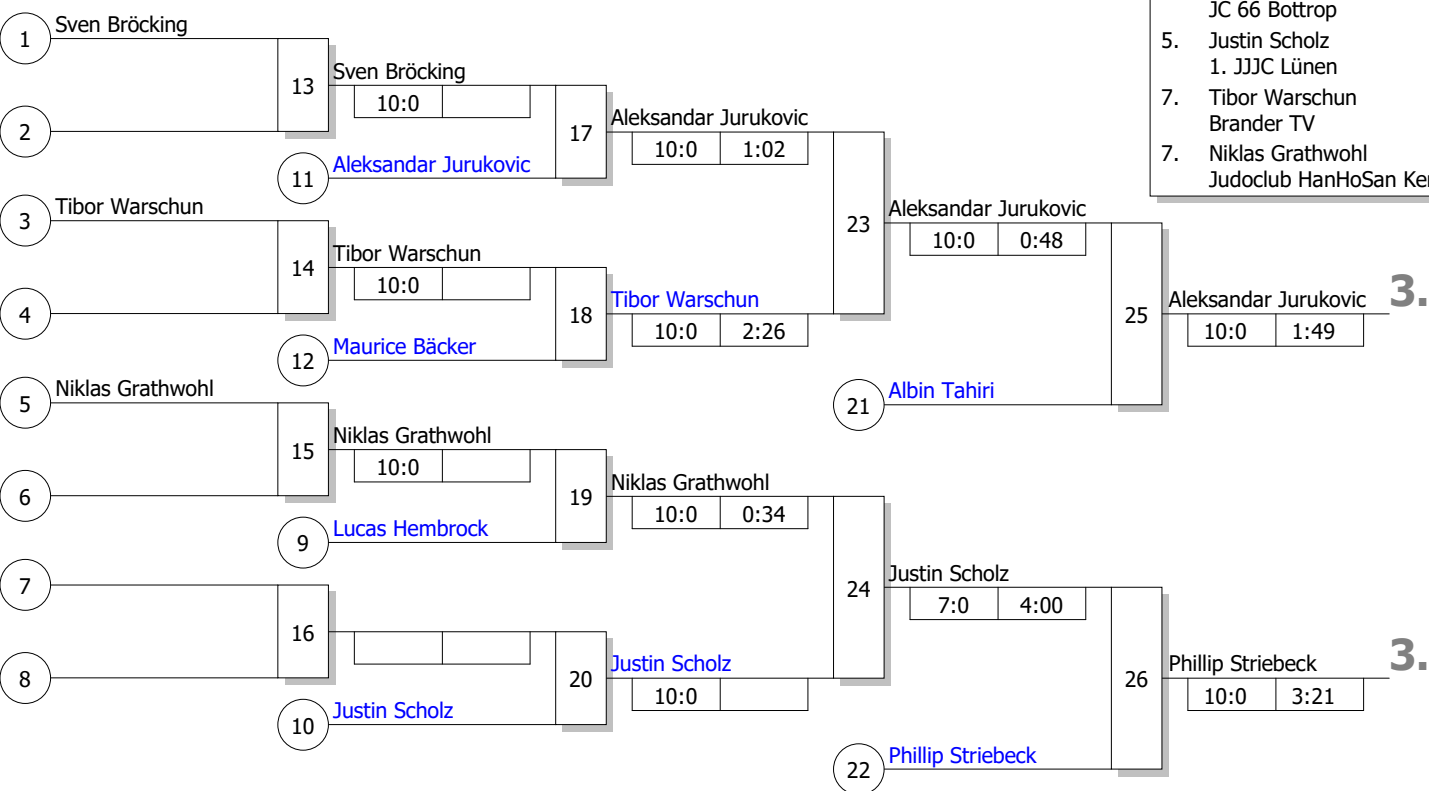 JC 66 Bottrop
5. Justin Scholz
1. JJJC Lünen
7. Tibor Warschun
Brander TV
7. Niklas Grathwohl
Judoclub HanHoSan
1 Sven Bröcking
13 Sven Bröcking
10:0
2
17 Aleksandar Jurukovic
10:0 1:02
11 Aleksandar Jurukovic
3 Tibor Warschun
23 Aleksandar Jurukovic
10:0 0:48
14 Tibor Warschun
10:0
4
18 Tibor Warschun
10:0 2:26
12 Maurice Bäcker
25 Aleksandar Jurukovic 3.
10:0 1:49
5 Niklas Grathwohl
21 Albin Tahiri
15 Niklas Grathwohl
10:0
6
19 Niklas Grathwohl
10:0 0:34
9 Lucas Hembrock
7
24 Justin Scholz
7:0 4:00
16
8
20 Justin Scholz
10:0
10 Justin Scholz
26 Phillip Striebeck 3.
10:0 3:21
22 Phillip Striebeck